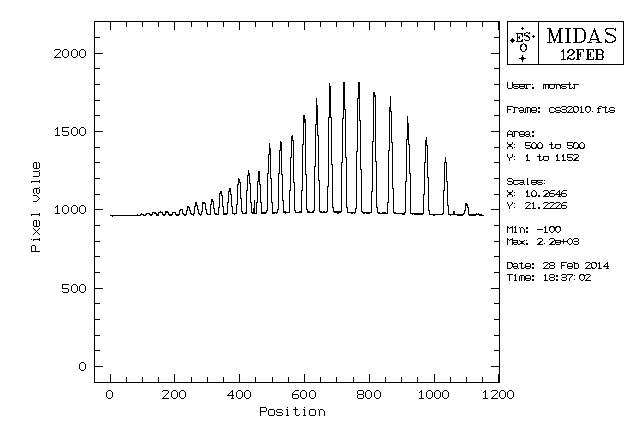 ES
O
MIDAS
12FEB
User: monstr
Frame: cs82010.fts
Area:
X: 500 to 500
Y: 1 to 1152
Scales:
X: 10.2646
Y: 21.2226
Min: -100
Max: 2.2e+03
Date: 28 Feb 2014
Time: 18:37:02
2000
1500
1000
500
0
Pixel value
0 200 400 600 800 1000 1200
Position